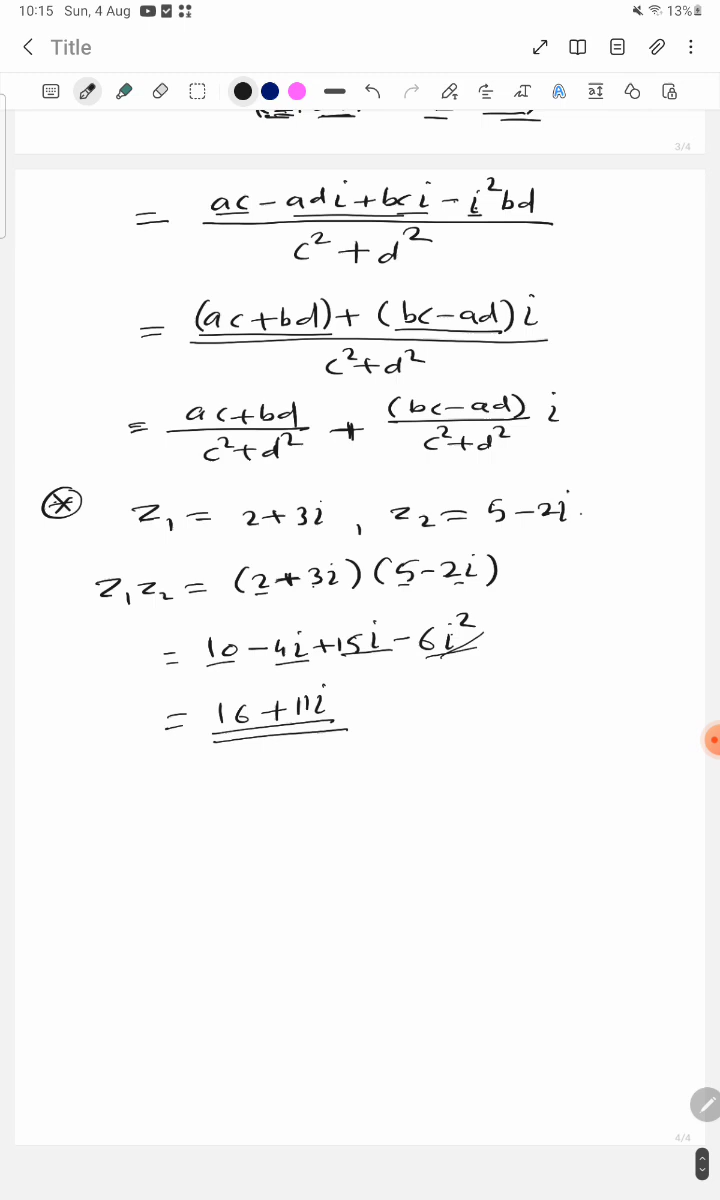 10:15 Sun, 4 Aug 13%
Title
3/4
= ac - adi + bci - i²bd / c² + d²
= (ac+bd) + (bc-ad) i / c²+d²
= ac+bd / c²+d² + (bc-ad) / c²+d² i
⊛ Z₁ = 2+3i , Z₂ = 5-2i.
Z₁Z₂ = (2+3i)(5-2i)
= 10 - 4i + 15i - 6i²
= 16 + 11i
4/4